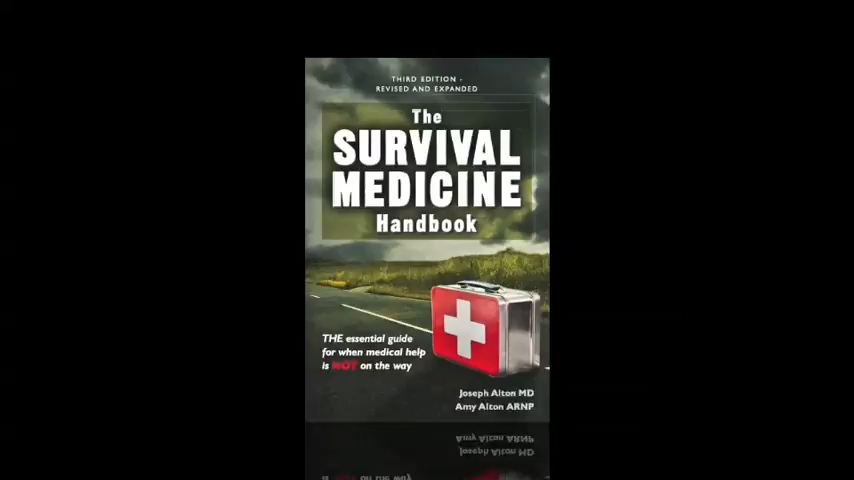 THIRD EDITION -
REVISED AND EXPANDED
The
SURVIVAL
MEDICINE
Handbook
THE essential guide
for when medical help
is NOT on the way
Joseph Alton MD
Amy Alton ARNP